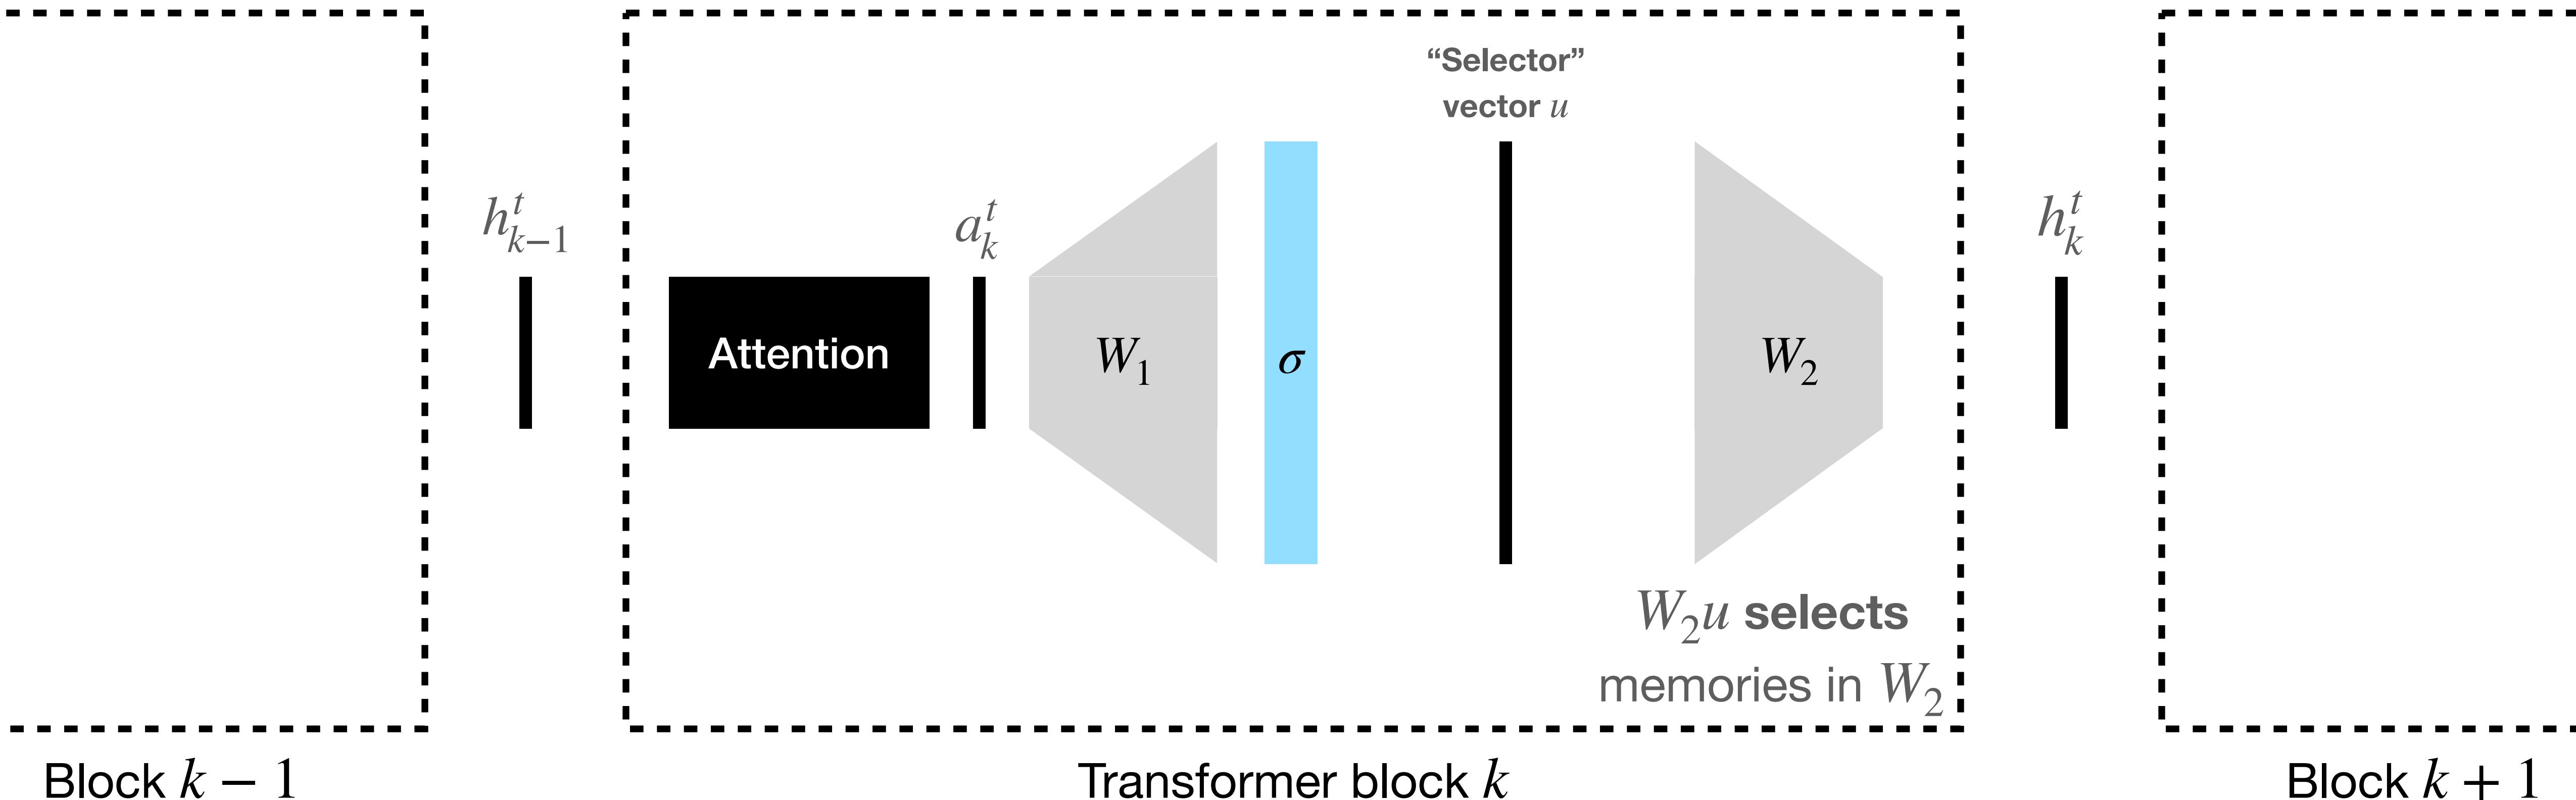 “Selector”
vector u
h^t_{k−1}
a^t_k
h^t_k
Attention
W_1
σ
W_2
W_2u selects
memories in W_2
Block k − 1
Transformer block k
Block k + 1